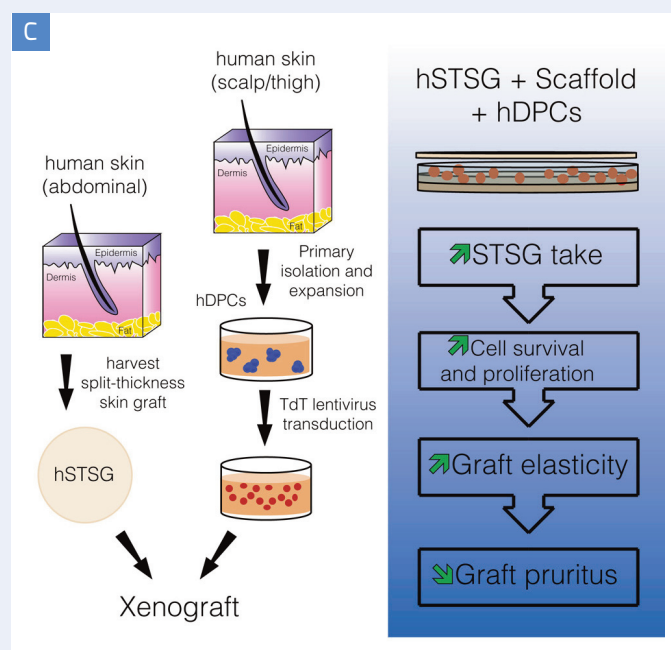 C
human skin
(abdominal)
Epidermis
Dermis
Fat
harvest
split-thickness
skin graft
hSTSG
human skin
(scalp/thigh)
Epidermis
Dermis
Fat
Primary
isolation and
expansion
hDPCs
TdT lentivirus
transduction
Xenograft
hSTSG + Scaffold
+ hDPCs
STSG take
Cell survival
and proliferation
Graft elasticity
Graft pruritus